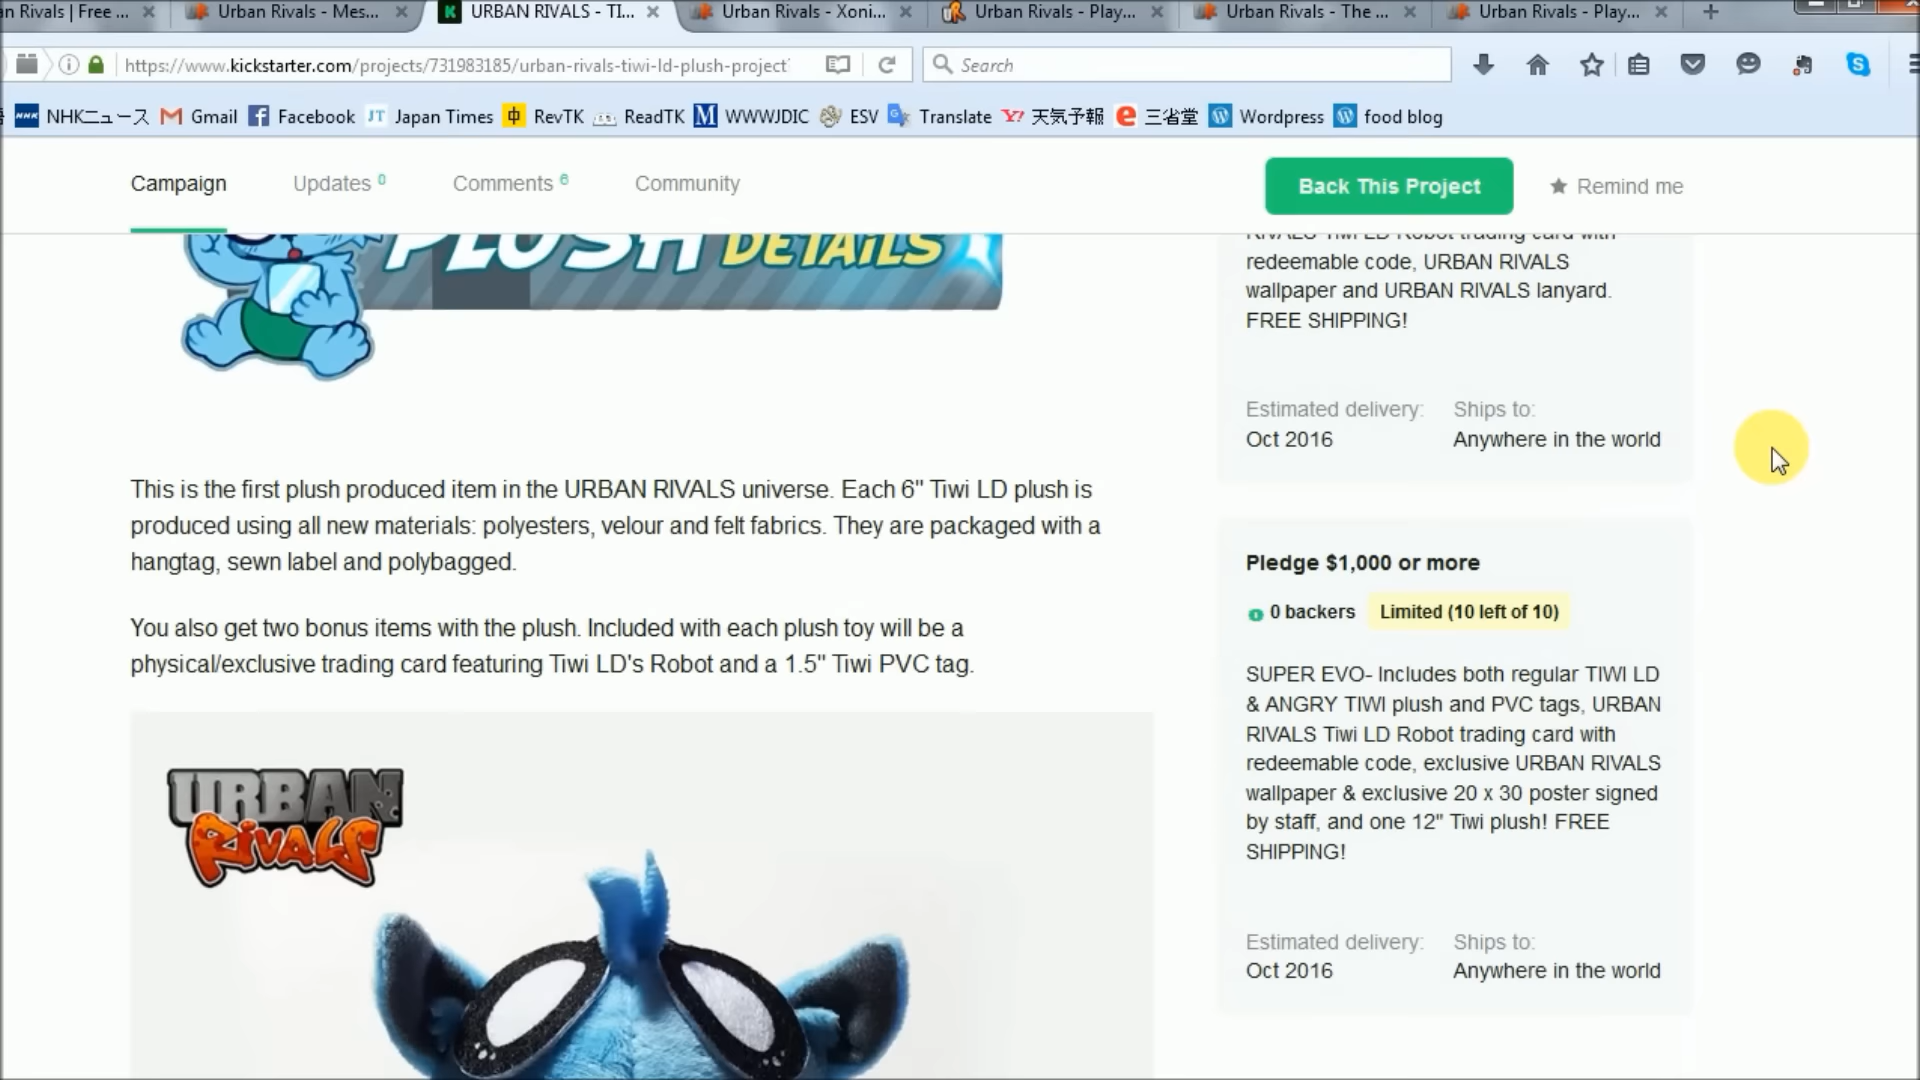 an Rivals | Free ...
Urban Rivals - Mes...
URBAN RIVALS - TI...
Urban Rivals - Xoni...
Urban Rivals - Play...
Urban Rivals - The ...
Urban Rivals - Play...
https://www.kickstarter.com/projects/731983185/urban-rivals-tiwi-ld-plush-project
Search
NHKニュース Gmail Facebook JT Japan Times 中 RevTK ReadTK M WWWJDIC ESV Translate Y! 天気予報 e 三省堂 Wordpress food blog
Campaign Updates 0 Comments 6 Community
Back This Project
Remind me
PLUSH DETAILS
This is the first plush produced item in the URBAN RIVALS universe. Each 6" Tiwi LD plush is
produced using all new materials: polyesters, velour and felt fabrics. They are packaged with a
hangtag, sewn label and polybagged.
You also get two bonus items with the plush. Included with each plush toy will be a
physical/exclusive trading card featuring Tiwi LD's Robot and a 1.5" Tiwi PVC tag.
URBAN
RIVALS
RIVALS Tiwi LD Robot trading card with
redeemable code, URBAN RIVALS
wallpaper and URBAN RIVALS lanyard.
FREE SHIPPING!
Estimated delivery: Ships to:
Oct 2016 Anywhere in the world
Pledge $1,000 or more
0 backers Limited (10 left of 10)
SUPER EVO- Includes both regular TIWI LD
& ANGRY TIWI plush and PVC tags, URBAN
RIVALS Tiwi LD Robot trading card with
redeemable code, exclusive URBAN RIVALS
wallpaper & exclusive 20 x 30 poster signed
by staff, and one 12" Tiwi plush! FREE
SHIPPING!
Estimated delivery: Ships to:
Oct 2016 Anywhere in the world